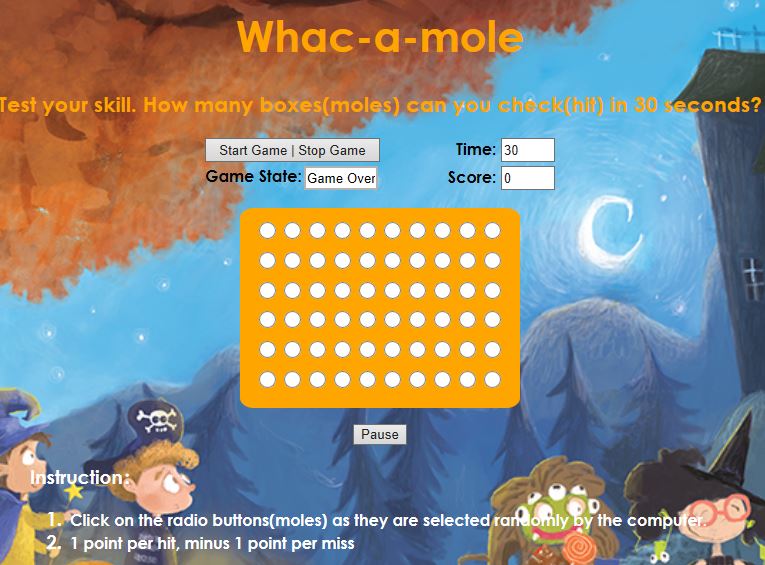 Whac-a-mole
Test your skill. How many boxes(moles) can you check(hit) in 30 seconds?
Start Game | Stop Game
Time: 30
Game State: Game Over
Score: 0
Pause
Instruction:
1. Click on the radio buttons(moles) as they are selected randomly by the computer.
2. 1 point per hit, minus 1 point per miss